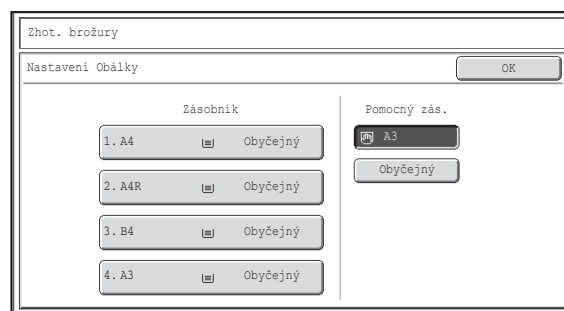 Zhot. brožury
Nastavení Obálky
OK
Zásobník
1. A4 Obyčejný
2. A4R Obyčejný
3. B4 Obyčejný
4. A3 Obyčejný
Pomocný zás.
A3
Obyčejný